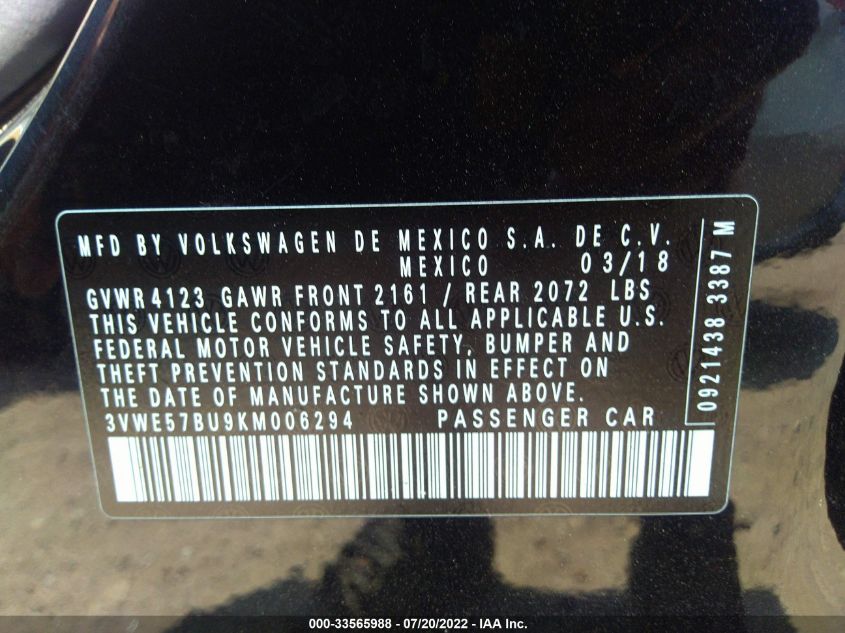 MFD BY VOLKSWAGEN DE MEXICO S.A. DE C.V.
MEXICO 03/18
GVWR 4123 GAWR FRONT 2161 / REAR 2072 LBS
THIS VEHICLE CONFORMS TO ALL APPLICABLE U.S.
FEDERAL MOTOR VEHICLE SAFETY, BUMPER AND
THEFT PREVENTION STANDARDS IN EFFECT ON
THE DATE OF MANUFACTURE SHOWN ABOVE.
3VWE57BU9KM006294 PASSENGER CAR
0921438 3387 M
000-33565988 - 07/20/2022 - IAA Inc.